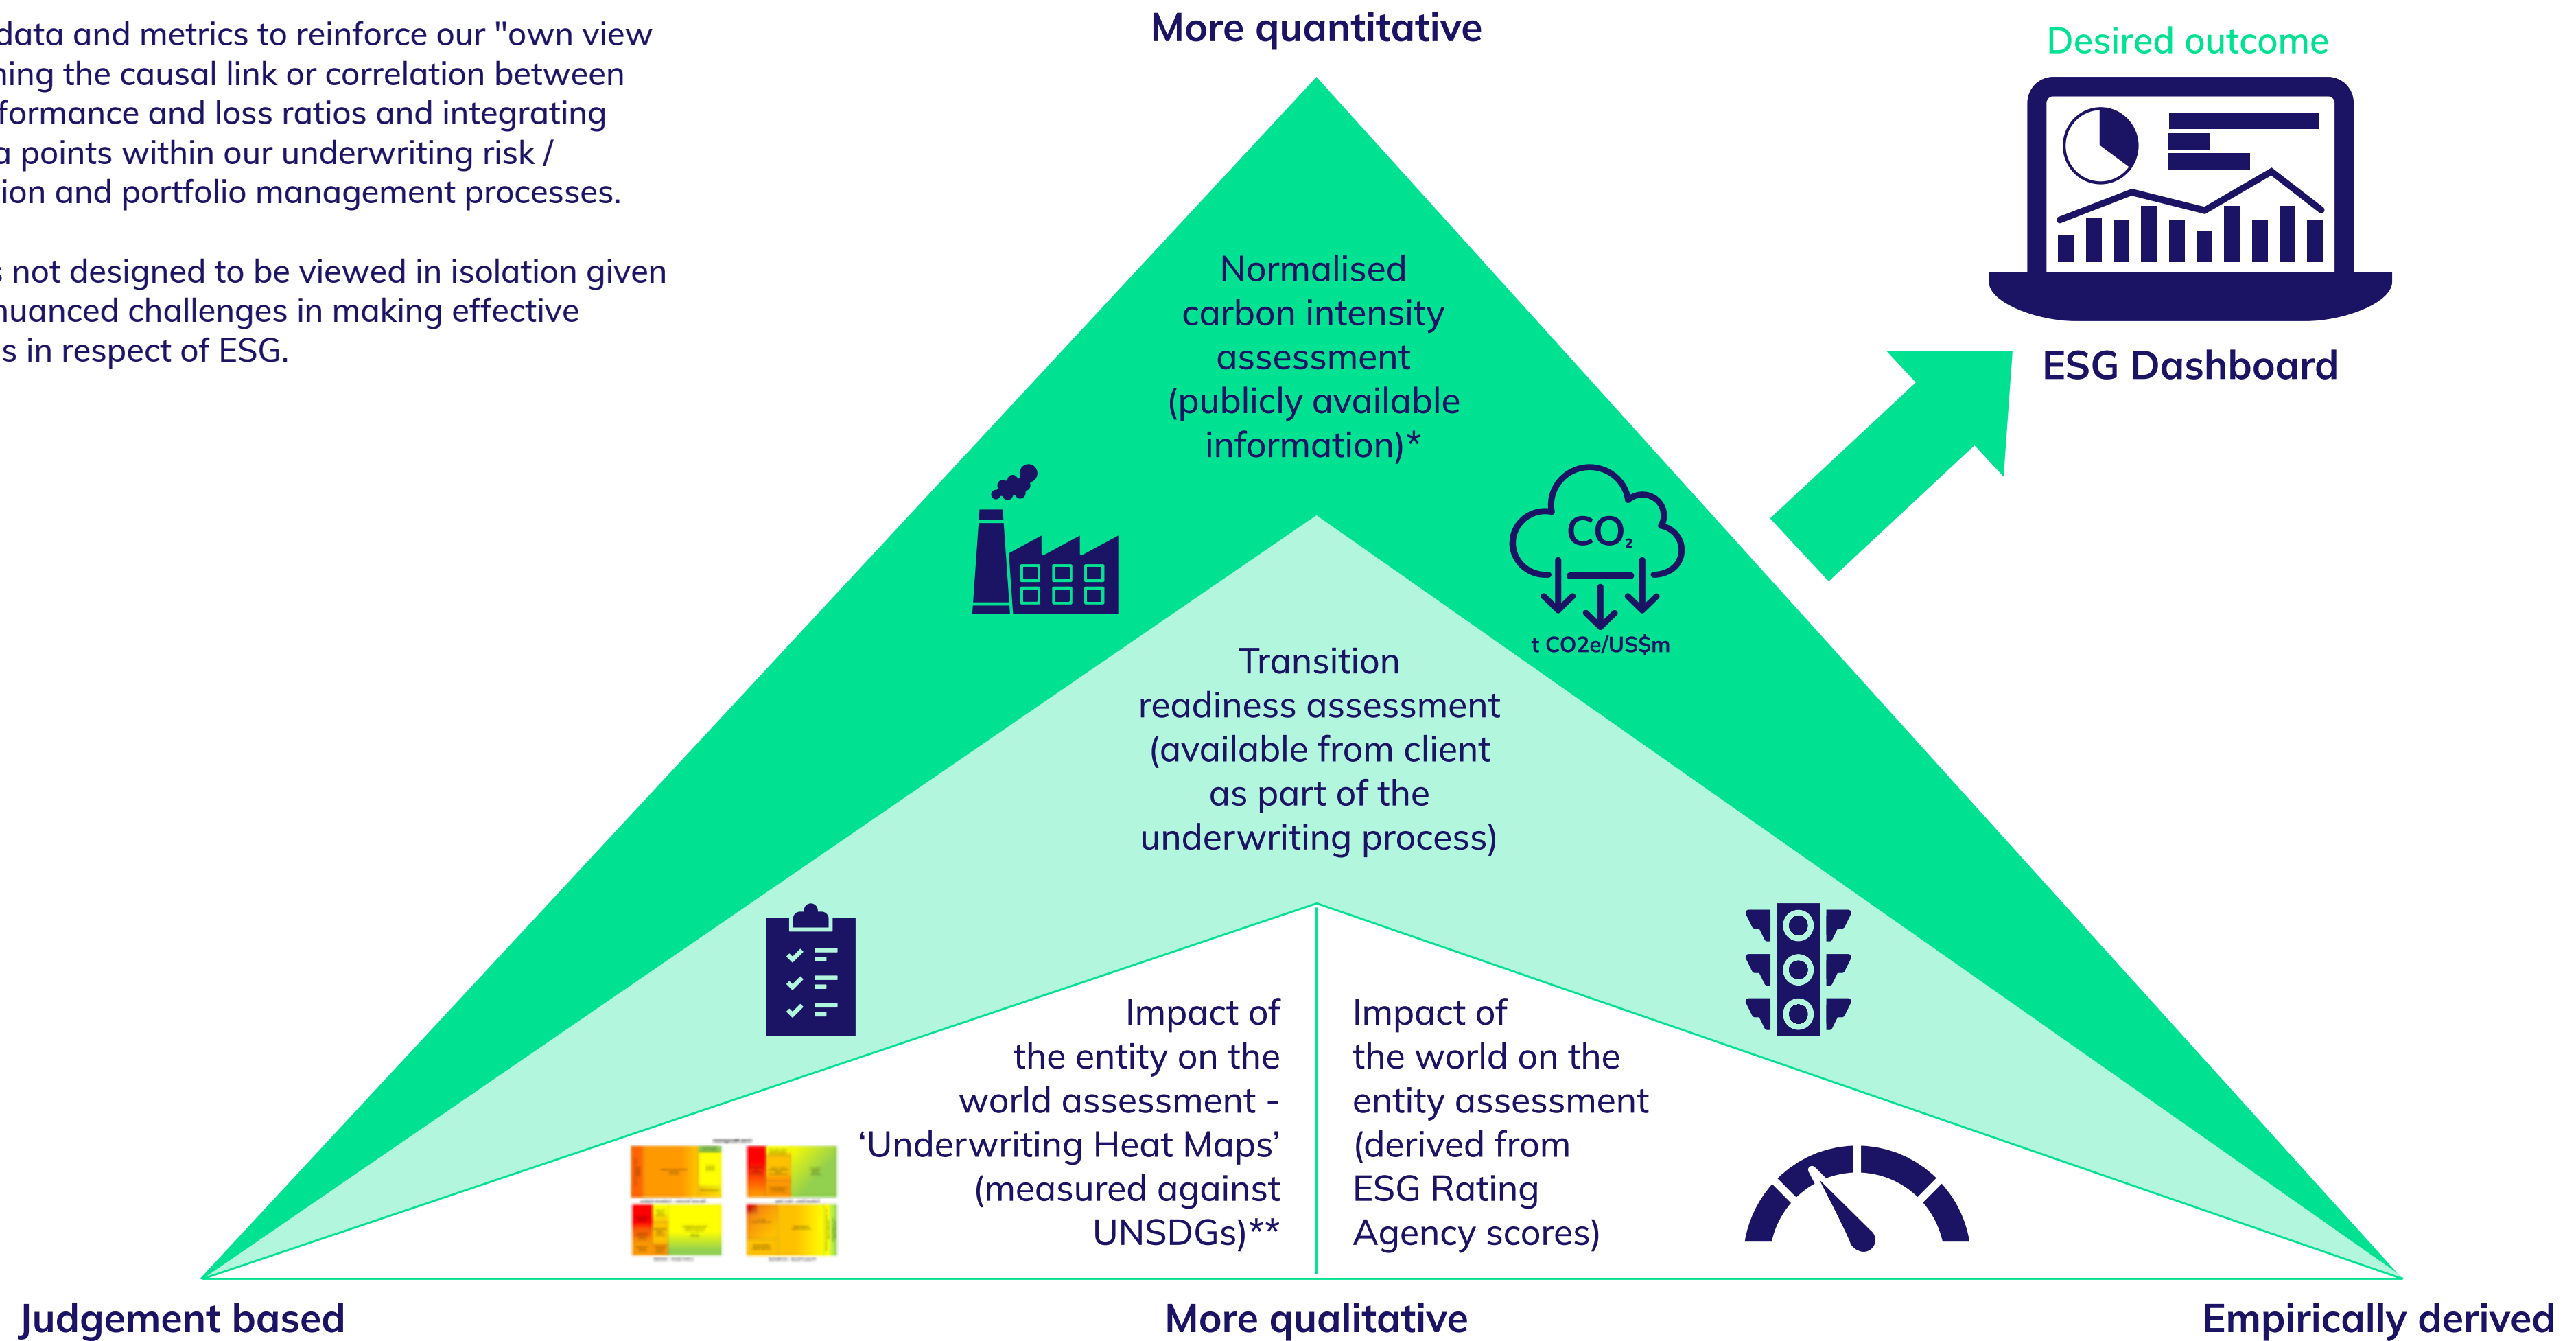 data and metrics to reinforce our "own view
ning the causal link or correlation between
formance and loss ratios and integrating
a points within our underwriting risk /
ion and portfolio management processes.
s not designed to be viewed in isolation given
nuanced challenges in making effective
s in respect of ESG.
More quantitative
Desired outcome
ESG Dashboard
Normalised
carbon intensity
assessment
(publicly available
information)*
CO₂
t CO2e/US$m
Transition
readiness assessment
(available from client
as part of the
underwriting process)
Impact of
the entity on the
world assessment -
‘Underwriting Heat Maps’
(measured against
UNSDGs)**
Impact of
the world on the
entity assessment
(derived from
ESG Rating
Agency scores)
Judgement based
More qualitative
Empirically derived